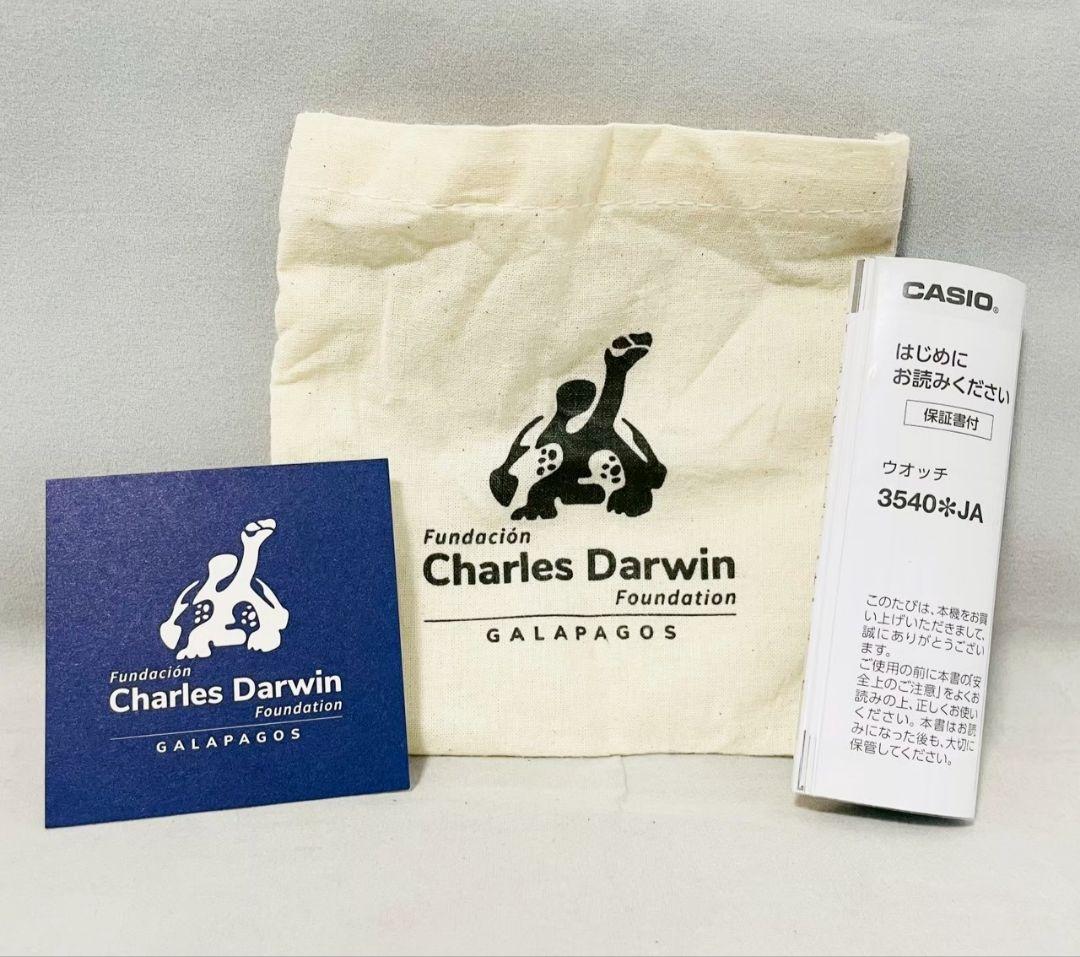 Fundación
Charles Darwin
Foundation
GALAPAGOS
Fundación
Charles Darwin
Foundation
GALAPAGOS
CASIO®
はじめに
お読みください
保証書付
ウオッチ
3540✻JA
このたびは、本機をお買
い上げいただきまして、
誠にありがとうござい
ます。
ご使用の前に本書の「安
全上のご注意」をよくお
読みの上、正しくお使い
ください。本書はお読
みになった後も、大切に
保管してください。